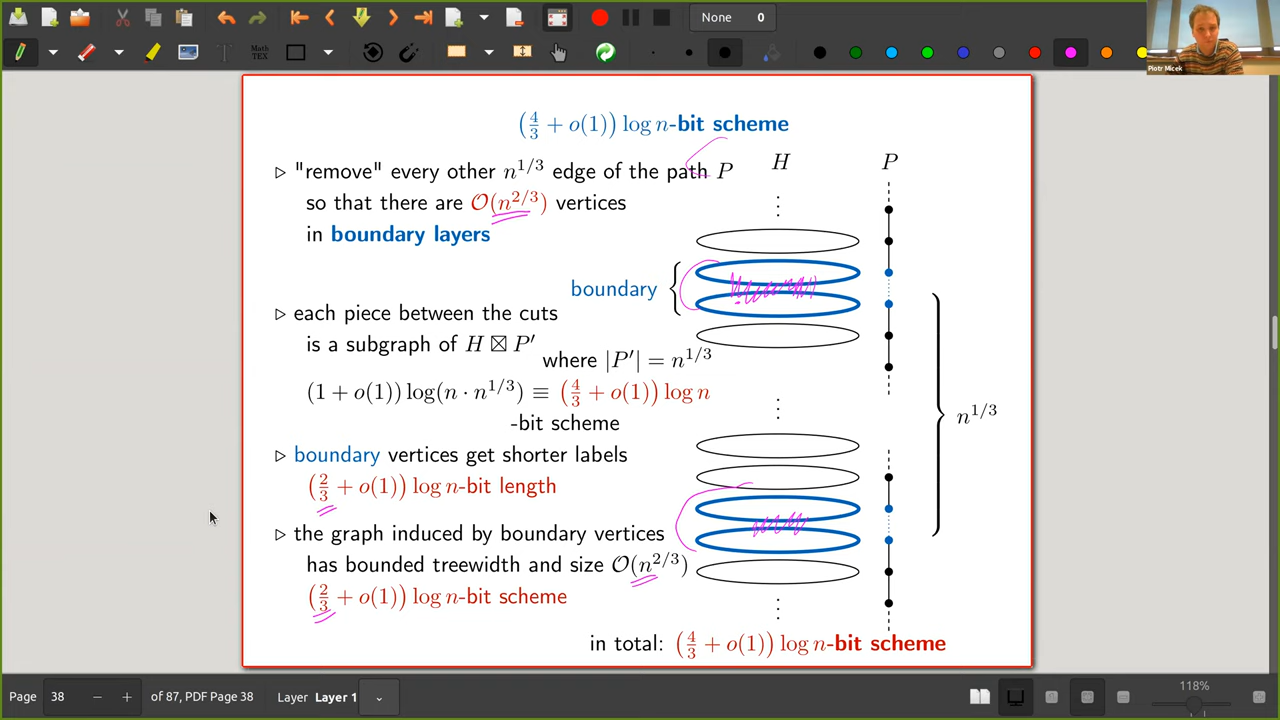 None 0
Math
TEX
Piotr Micek
(4/3 + o(1)) log n-bit scheme
▷ "remove" every other n^{1/3} edge of the path P
so that there are O(n^{2/3}) vertices
in boundary layers
H
P
boundary
▷ each piece between the cuts
is a subgraph of H ⊠ P′ where |P′| = n^{1/3}
(1 + o(1)) log(n · n^{1/3}) ≡ (4/3 + o(1)) log n
-bit scheme
n^{1/3}
▷ boundary vertices get shorter labels
(2/3 + o(1)) log n-bit length
▷ the graph induced by boundary vertices
has bounded treewidth and size O(n^{2/3})
(2/3 + o(1)) log n-bit scheme
in total: (4/3 + o(1)) log n-bit scheme
Page 38 of 87, PDF Page 38 Layer Layer 1
118%